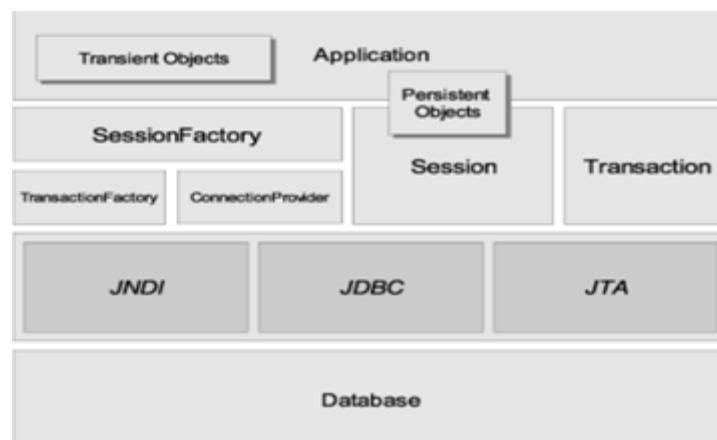 Transient Objects
Application
Persistent
Objects
SessionFactory
Session
Transaction
TransactionFactory
ConnectionProvider
JNDI
JDBC
JTA
Database